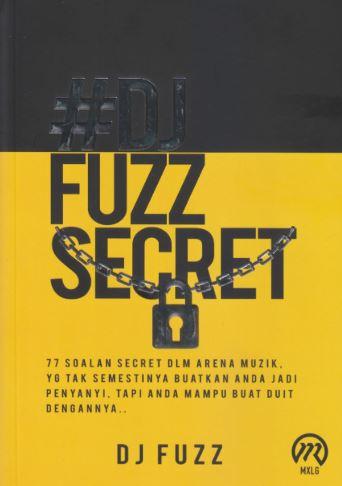 #DJ
FUZZ
SECRET
77 SOALAN SECRET DLM ARENA MUZIK,
YG TAK SEMESTINYA BUATKAN ANDA JADI
PENYANYI, TAPI ANDA MAMPU BUAT DUIT
DENGANNYA..
DJ FUZZ
MXLG